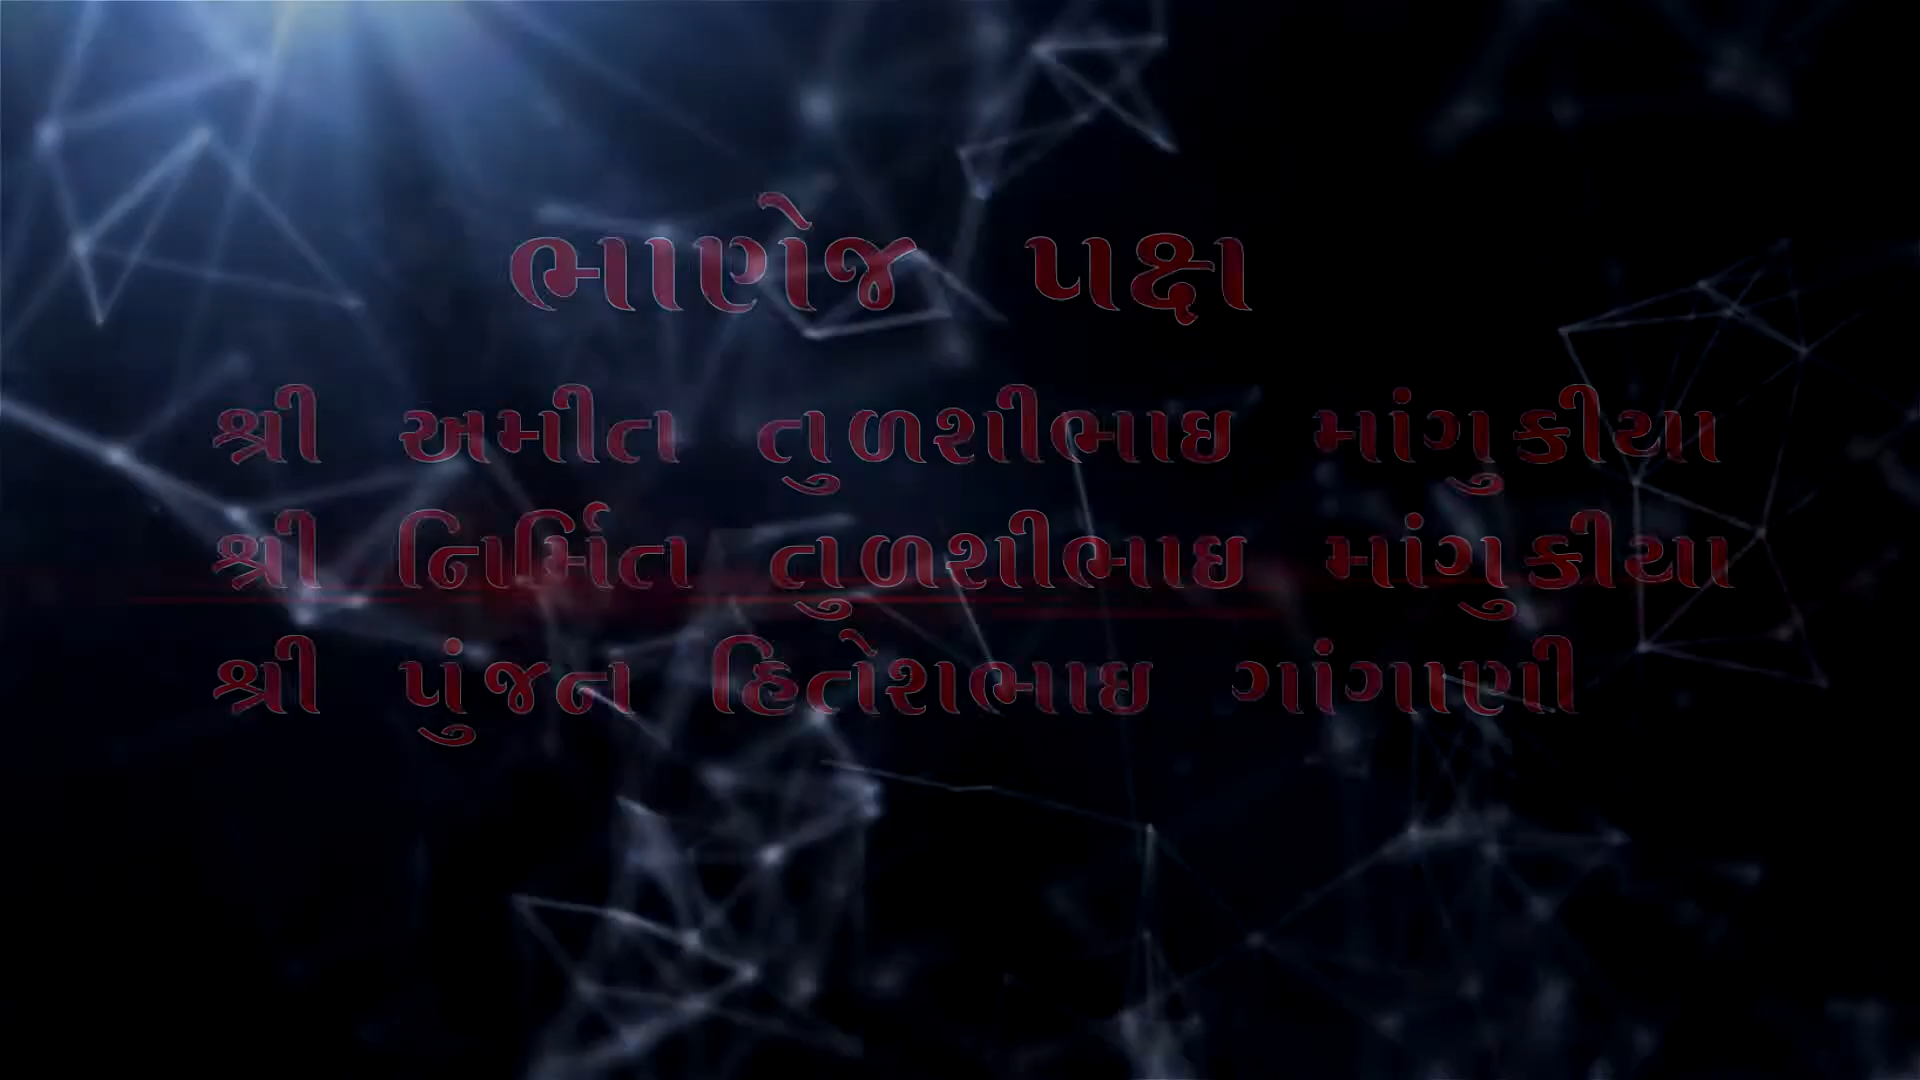 ભાણેજ પક્ષ
શ્રી અમીત તુળશીભાઇ માંગુકીયા
શ્રી નિર્મિત તુળશીભાઇ માંગુકીયા
શ્રી પુંજન હિતેશભાઇ ગાંગાણી